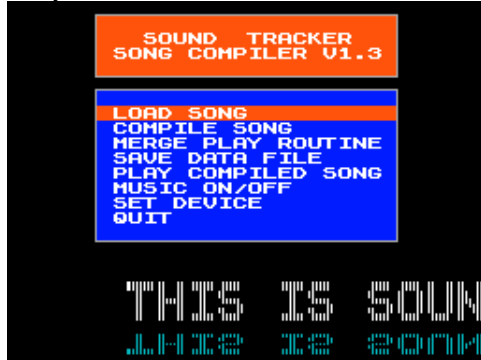 SOUND TRACKER
SONG COMPILER V1.3
LOAD SONG
COMPILE SONG
MERGE PLAY ROUTINE
SAVE DATA FILE
PLAY COMPILED SONG
MUSIC ON/OFF
SET DEVICE
QUIT
THIS IS SOUN